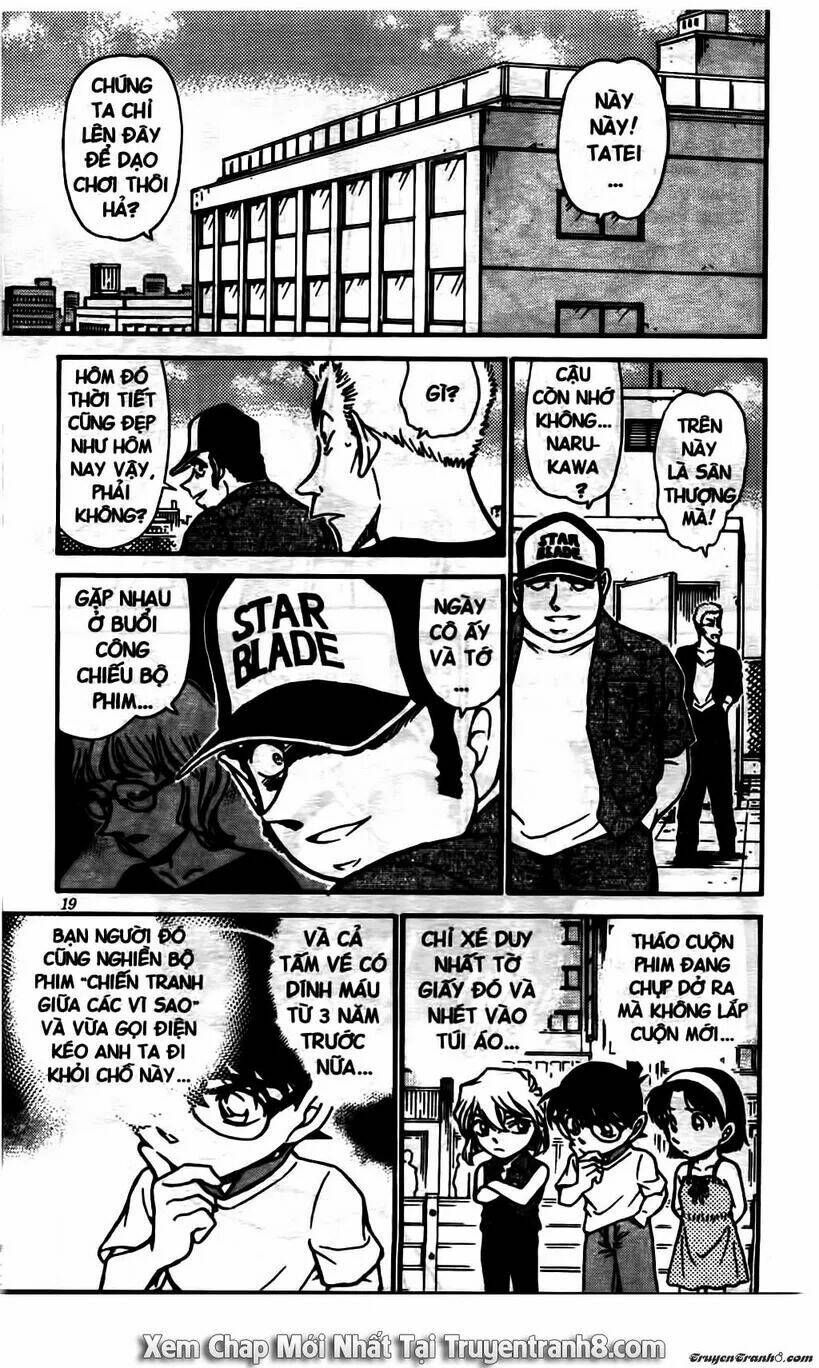 NÀY
NÀY!
TATEI
...
CHÚNG
TA CHỈ
LÊN ĐÂY
ĐỂ DẠO
CHƠI THÔI
HẢ?
TRÊN
NÀY
LÀ SÂN
THƯỢNG
MÀ!
CẬU
CÒN NHỚ
KHÔNG...
NARU-
KAWA
?
GÌ?
HÔM ĐÓ
THỜI TIẾT
CŨNG ĐẸP
NHƯ HÔM
NAY VẬY,
PHẢI
KHÔNG?
STAR
BLADE
NGÀY
CÔ ẤY
VÀ TỚ
...
GẶP NHAU
Ở BUỔI
CÔNG
CHIẾU BỘ
PHIM...
STAR
BLADE
19
THÁO CUỘN
PHIM ĐANG
CHỤP DỞ RA
MÀ KHÔNG LẮP
CUỘN MỚI...
CHỈ XÉ DUY
NHẤT TỜ
GIẤY ĐÓ VÀ
NHÉT VÀO
TÚI ÁO...
VÀ CẢ
TẤM VÉ CÓ
DÍNH MÁU
TỪ 3 NĂM
TRƯỚC
NỮA...
BẠN NGƯỜI ĐÓ
CŨNG NGHIỀN BỘ
PHIM "CHIẾN TRANH
GIỮA CÁC VÌ SAO"
VÀ VỪA GỌI ĐIỆN
KÉO ANH TA ĐI
KHỎI CHỖ NÀY...
Xem Chap Mới Nhất Tại Truyentranh8.com
TruyenTranh8.com